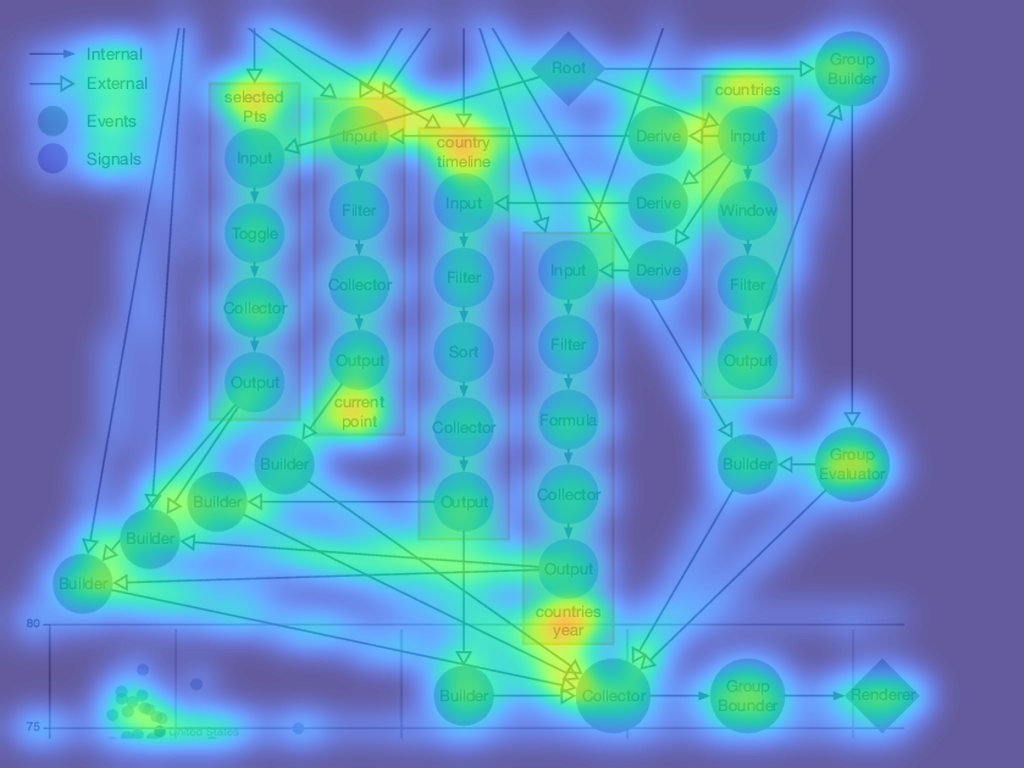 Internal
External
Events
Signals
Root
Group
Builder
selected
Pts
Input
Toggle
Collector
Output
Input
Filter
Collector
Output
current
point
country
timeline
Input
Filter
Sort
Collector
Output
Derive
Derive
Derive
Input
Filter
Formula
Collector
Output
countries
year
countries
Input
Window
Filter
Output
Builder
Builder
Builder
Builder
Builder
Group
Evaluator
Builder
Collector
Group
Bounder
Renderer
80
75
United States